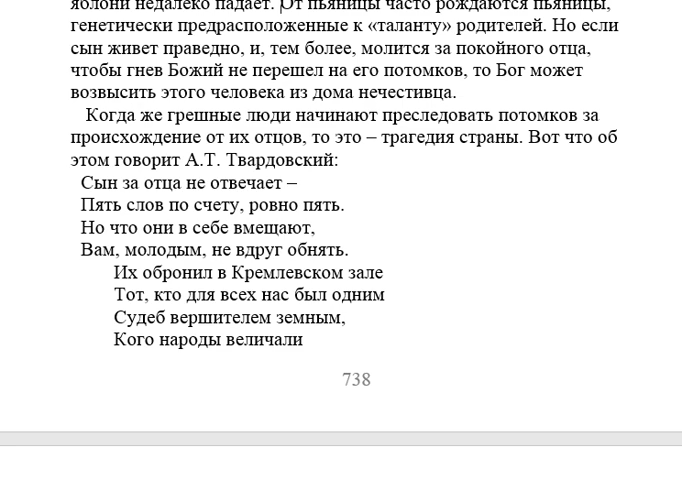 яблони недалеко падает. От пьяницы часто рождаются пьяницы,
генетически предрасположенные к «таланту» родителей. Но если
сын живет праведно, и, тем более, молится за покойного отца,
чтобы гнев Божий не перешел на его потомков, то Бог может
возвысить этого человека из дома нечестивца.
Когда же грешные люди начинают преследовать потомков за
происхождение от их отцов, то это – трагедия страны. Вот что об
этом говорит А.Т. Твардовский:
Сын за отца не отвечает –
Пять слов по счету, ровно пять.
Но что они в себе вмещают,
Вам, молодым, не вдруг обнять.
Их обронил в Кремлевском зале
Тот, кто для всех нас был одним
Судеб вершителем земным,
Кого народы величали
738